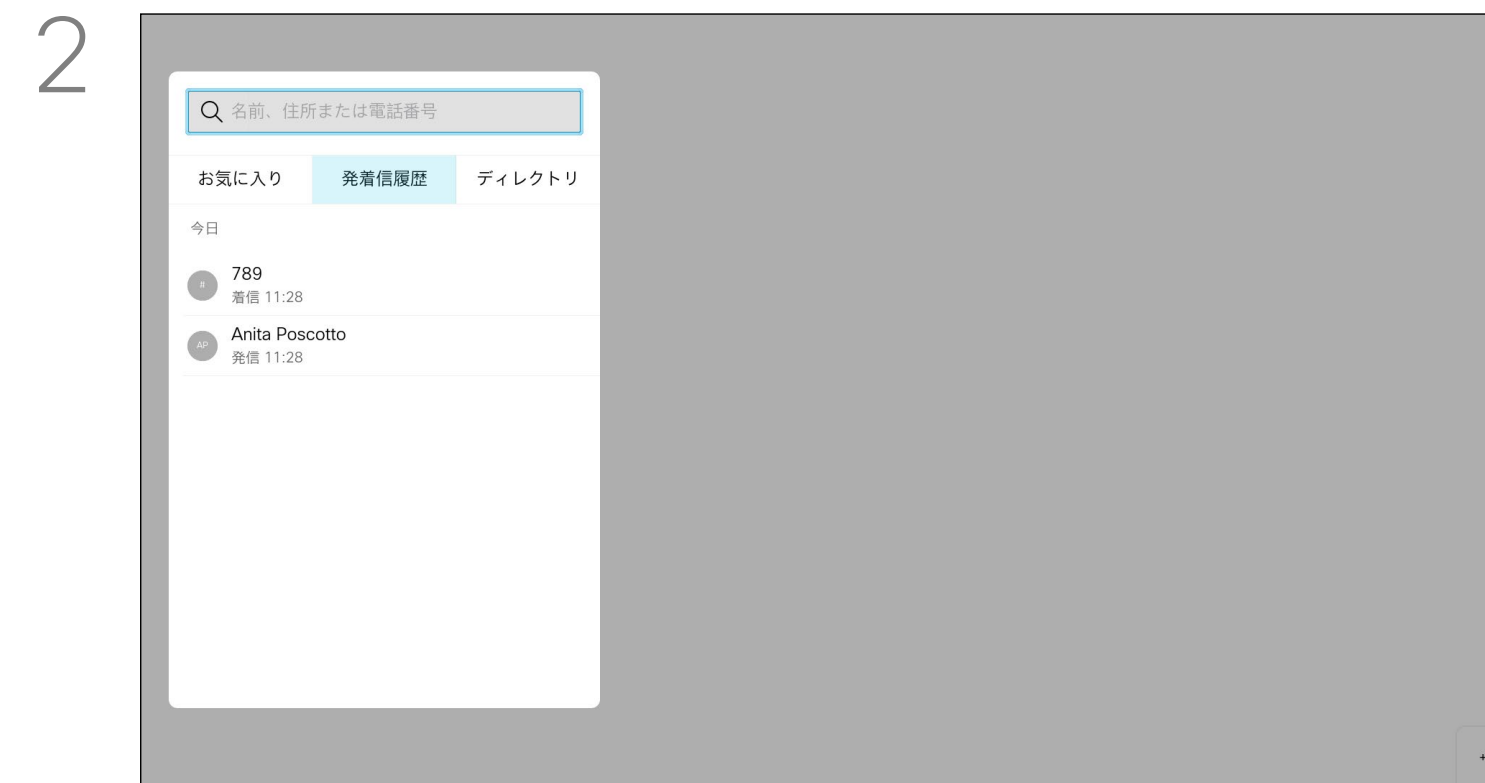 2
名前、住所または電話番号
お気に入り 発着信履歴 ディレクトリ
今日
#
789
着信 11:28
AP
Anita Poscotto
発信 11:28
+